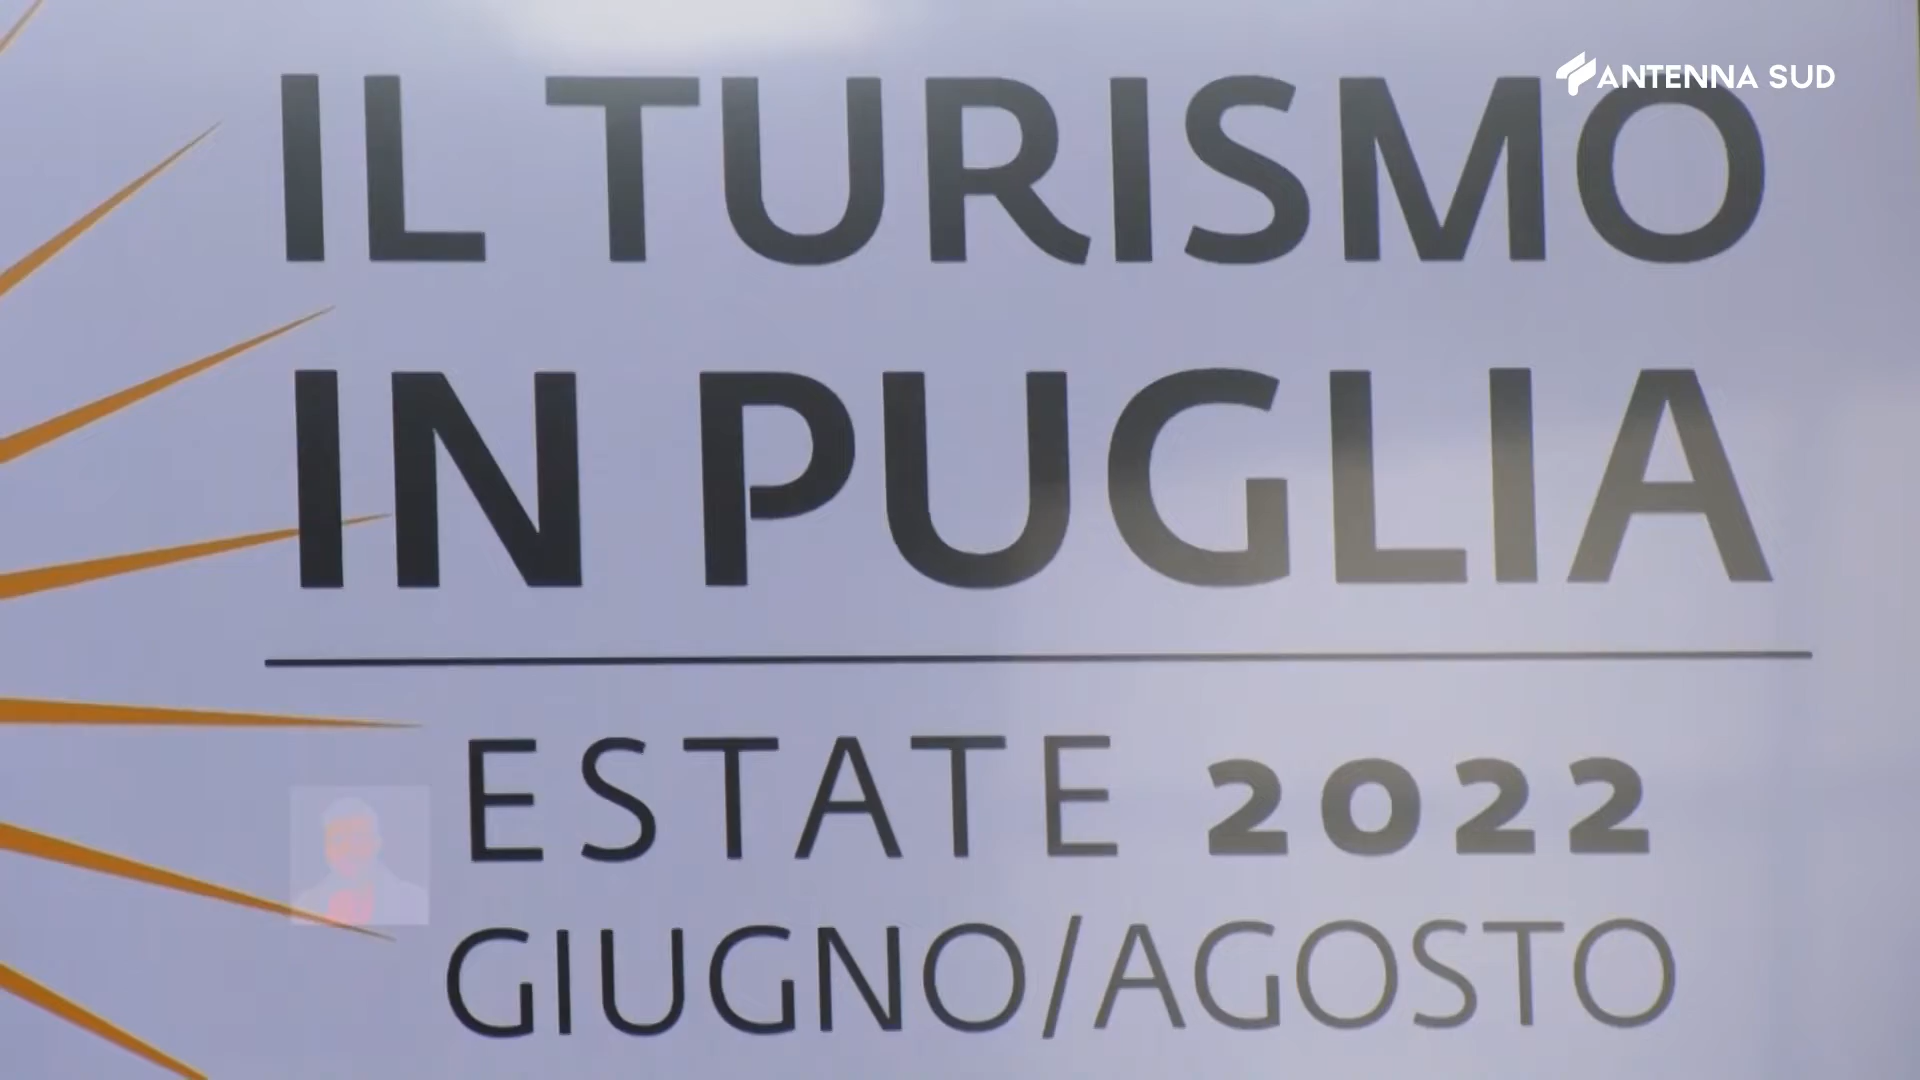 ANTENNA SUD
IL TURISMO
IN PUGLIA
ESTATE 2022
GIUGNO/AGOSTO